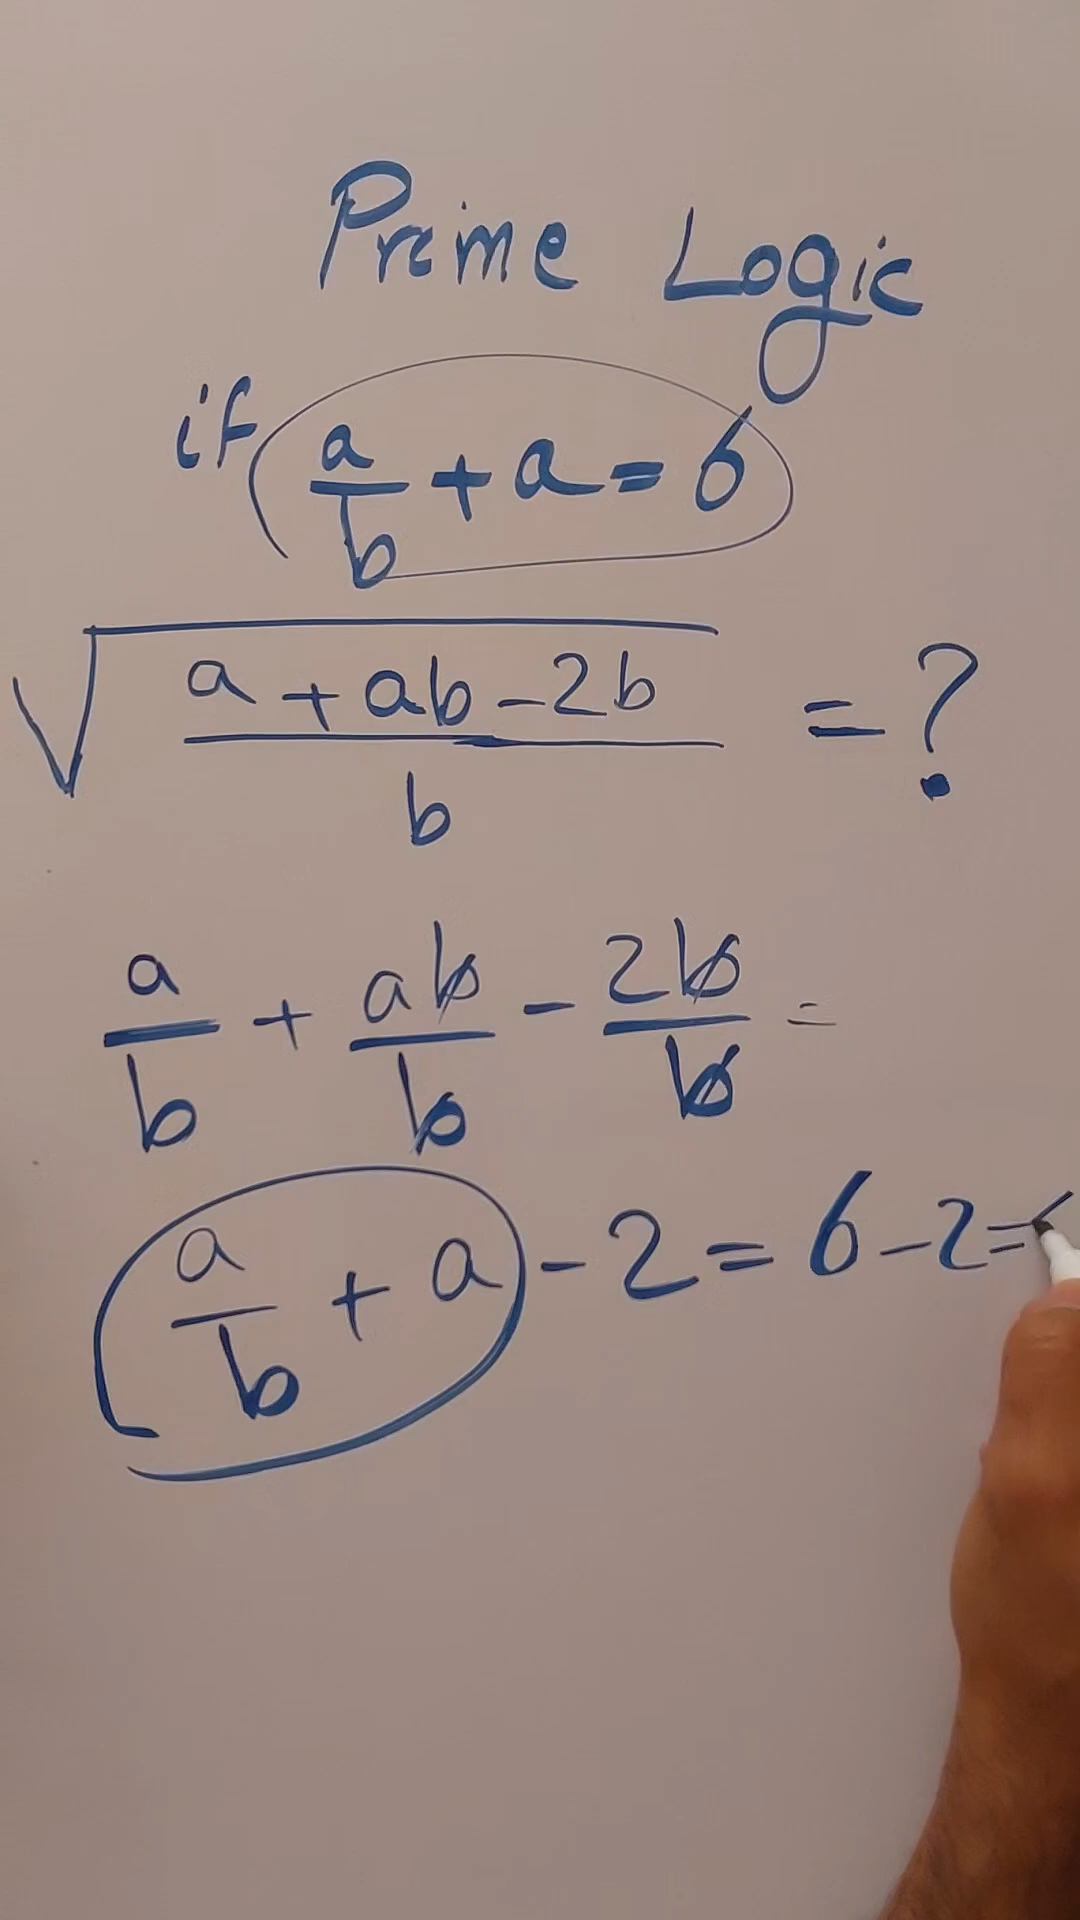 Prime Logic
if a/b + a = 6
√((a + ab - 2b)/b) = ?
a/b + ab/b - 2b/b =
(a/b + a) - 2 = 6 - 2 =